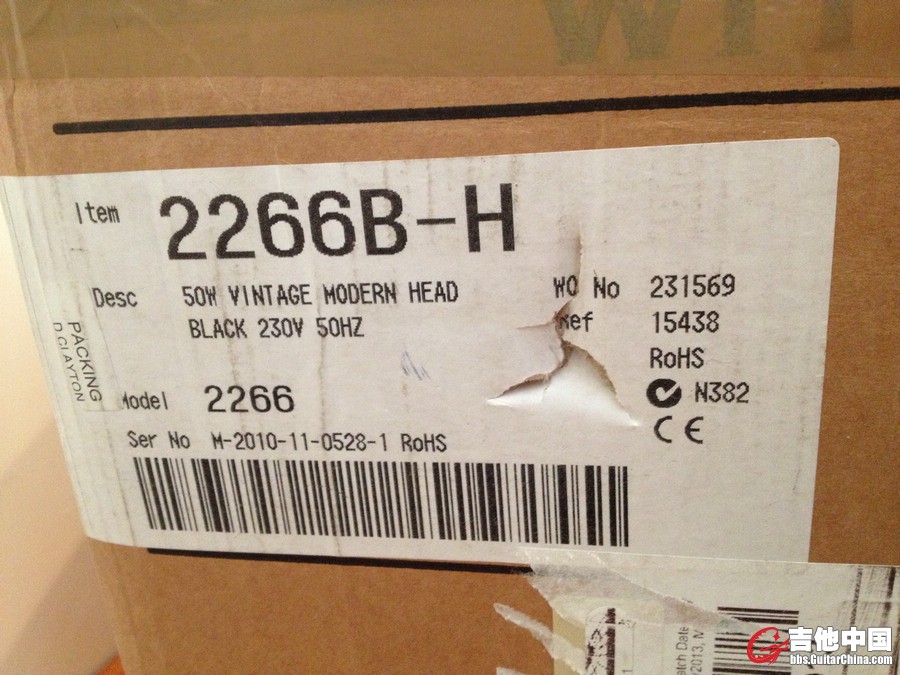 Item 2266B-H
Desc 50W VINTAGE MODERN HEAD
BLACK 230V 50HZ
WO No 231569
Ref 15438
RoHS
N382
CE
Model 2266
Ser No M-2010-11-0528-1 RoHS
PACKING
D.CLAYTON
吉他中国
bbs.GuitarChina.com